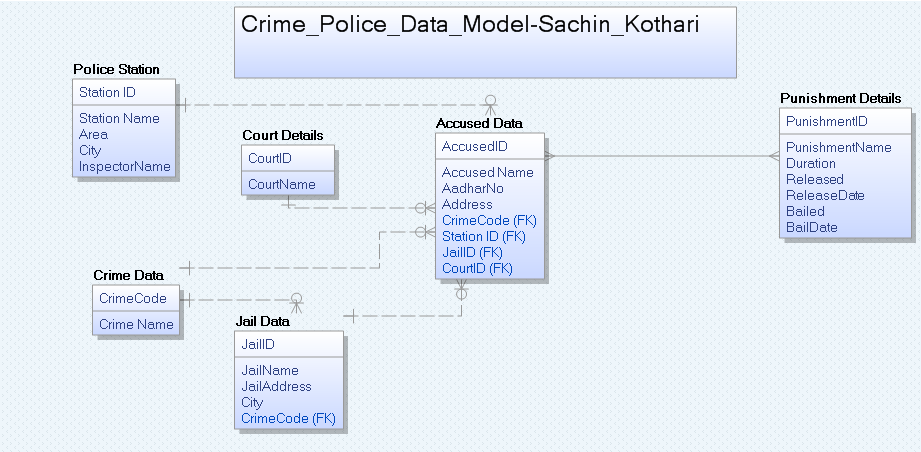 Crime_Police_Data_Model-Sachin_Kothari
Police Station
Station ID
Station Name
Area
City
InspectorName
Court Details
CourtID
CourtName
Accused Data
AccusedID
Accused Name
AadharNo
Address
CrimeCode (FK)
Station ID (FK)
JailID (FK)
CourtID (FK)
Punishment Details
PunishmentID
PunishmentName
Duration
Released
ReleaseDate
Bailed
BailDate
Crime Data
CrimeCode
Crime Name
Jail Data
JailID
JailName
JailAddress
City
CrimeCode (FK)